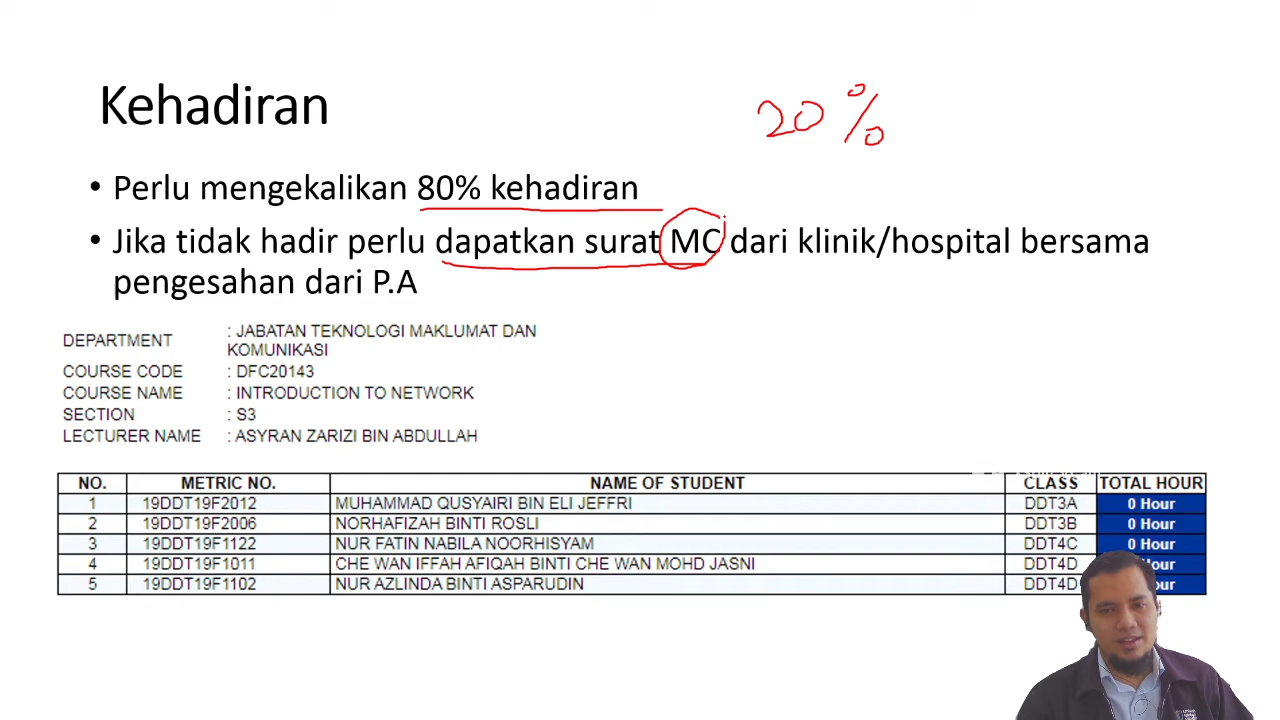 Kehadiran
20%
• Perlu mengekalikan 80% kehadiran
• Jika tidak hadir perlu dapatkan surat MC dari klinik/hospital bersama
pengesahan dari P.A
DEPARTMENT : JABATAN TEKNOLOGI MAKLUMAT DAN
KOMUNIKASI
COURSE CODE : DFC20143
COURSE NAME : INTRODUCTION TO NETWORK
SECTION : S3
LECTURER NAME : ASYRAN ZARIZI BIN ABDULLAH
NO. METRIC NO. NAME OF STUDENT CLASS TOTAL HOUR
1 19DDT19F2012 MUHAMMAD QUSYAIRI BIN ELI JEFFRI DDT3A 0 Hour
2 19DDT19F2006 NORHAFIZAH BINTI ROSLI DDT3B 0 Hour
3 19DDT19F1122 NUR FATIN NABILA NOORHISYAM DDT4C 0 Hour
4 19DDT19F1011 CHE WAN IFFAH AFIQAH BINTI CHE WAN MOHD JASNI DDT4D our
5 19DDT19F1102 NUR AZLINDA BINTI ASPARUDIN DDT4D our